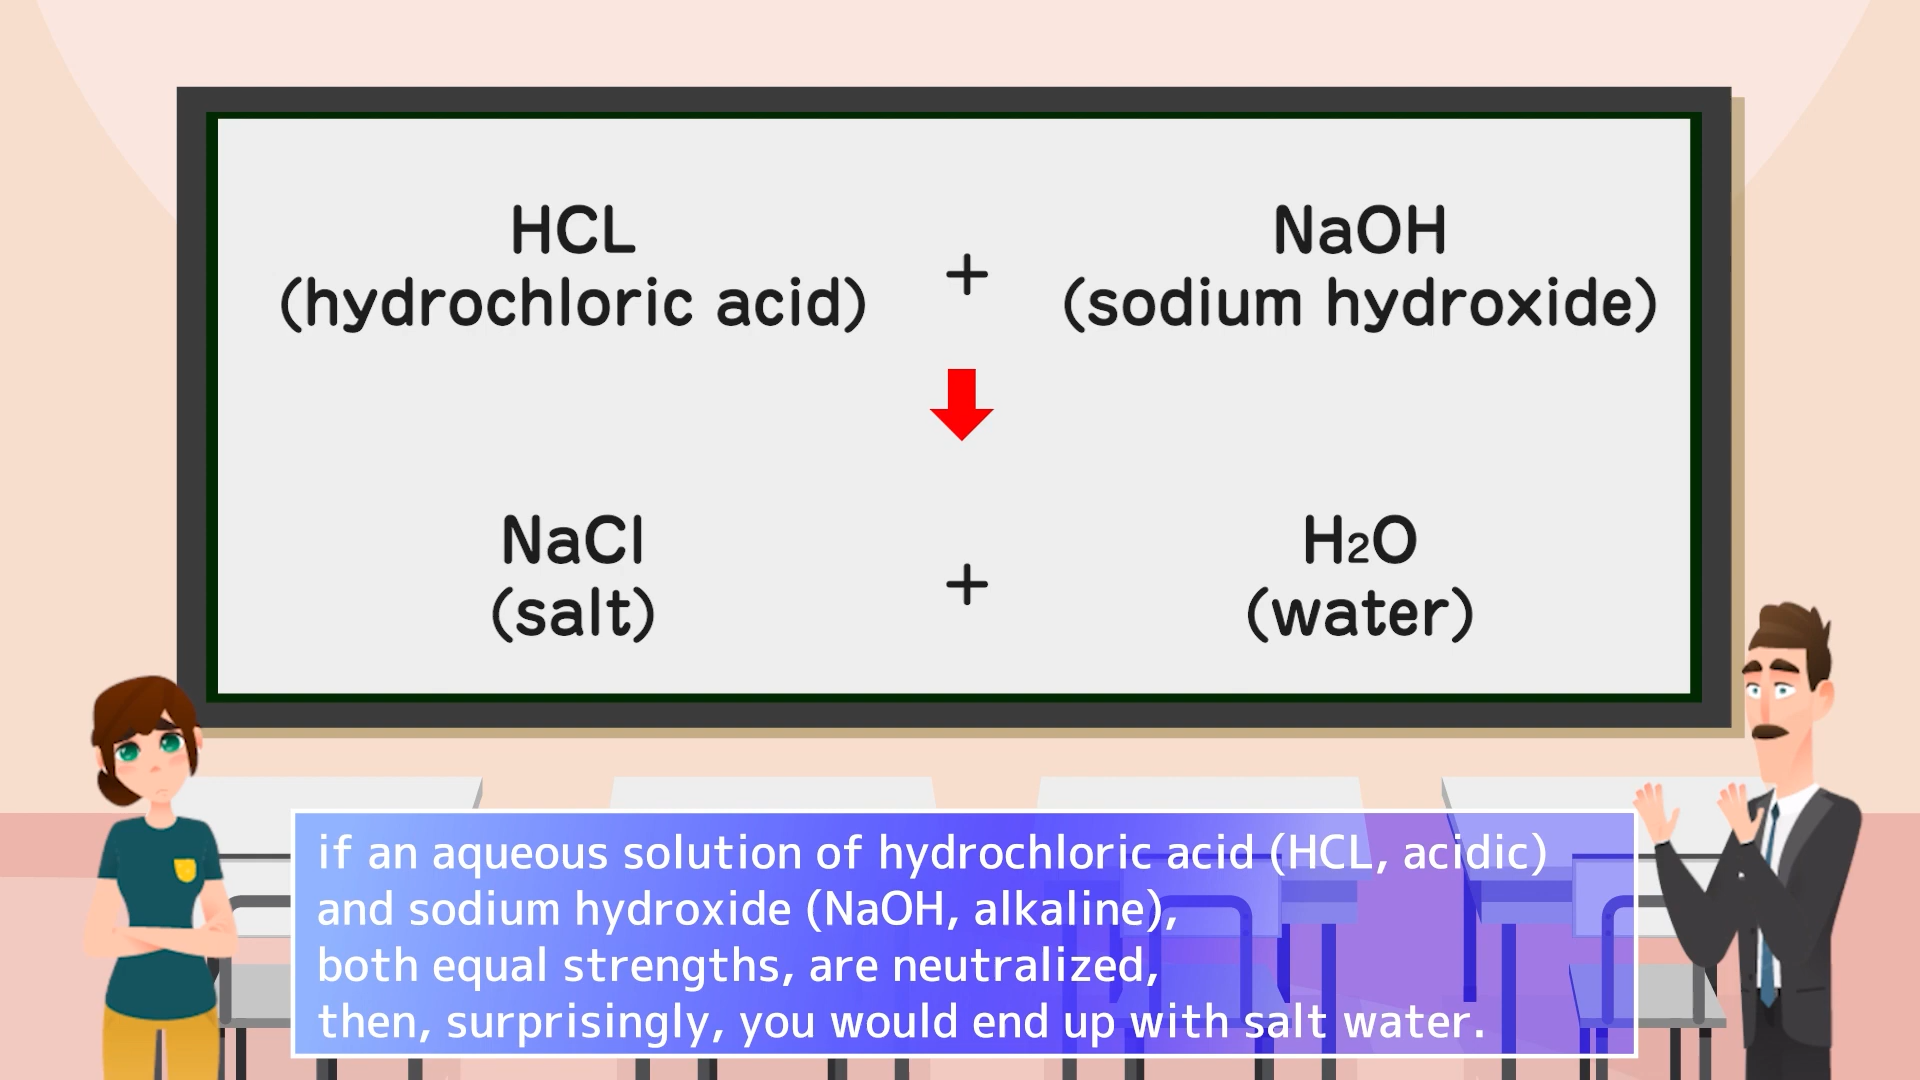 HCL
(hydrochloric acid)
+
NaOH
(sodium hydroxide)
NaCl
(salt)
+
H₂O
(water)
if an aqueous solution of hydrochloric acid (HCL, acidic)
and sodium hydroxide (NaOH, alkaline),
both equal strengths, are neutralized,
then, surprisingly, you would end up with salt water.